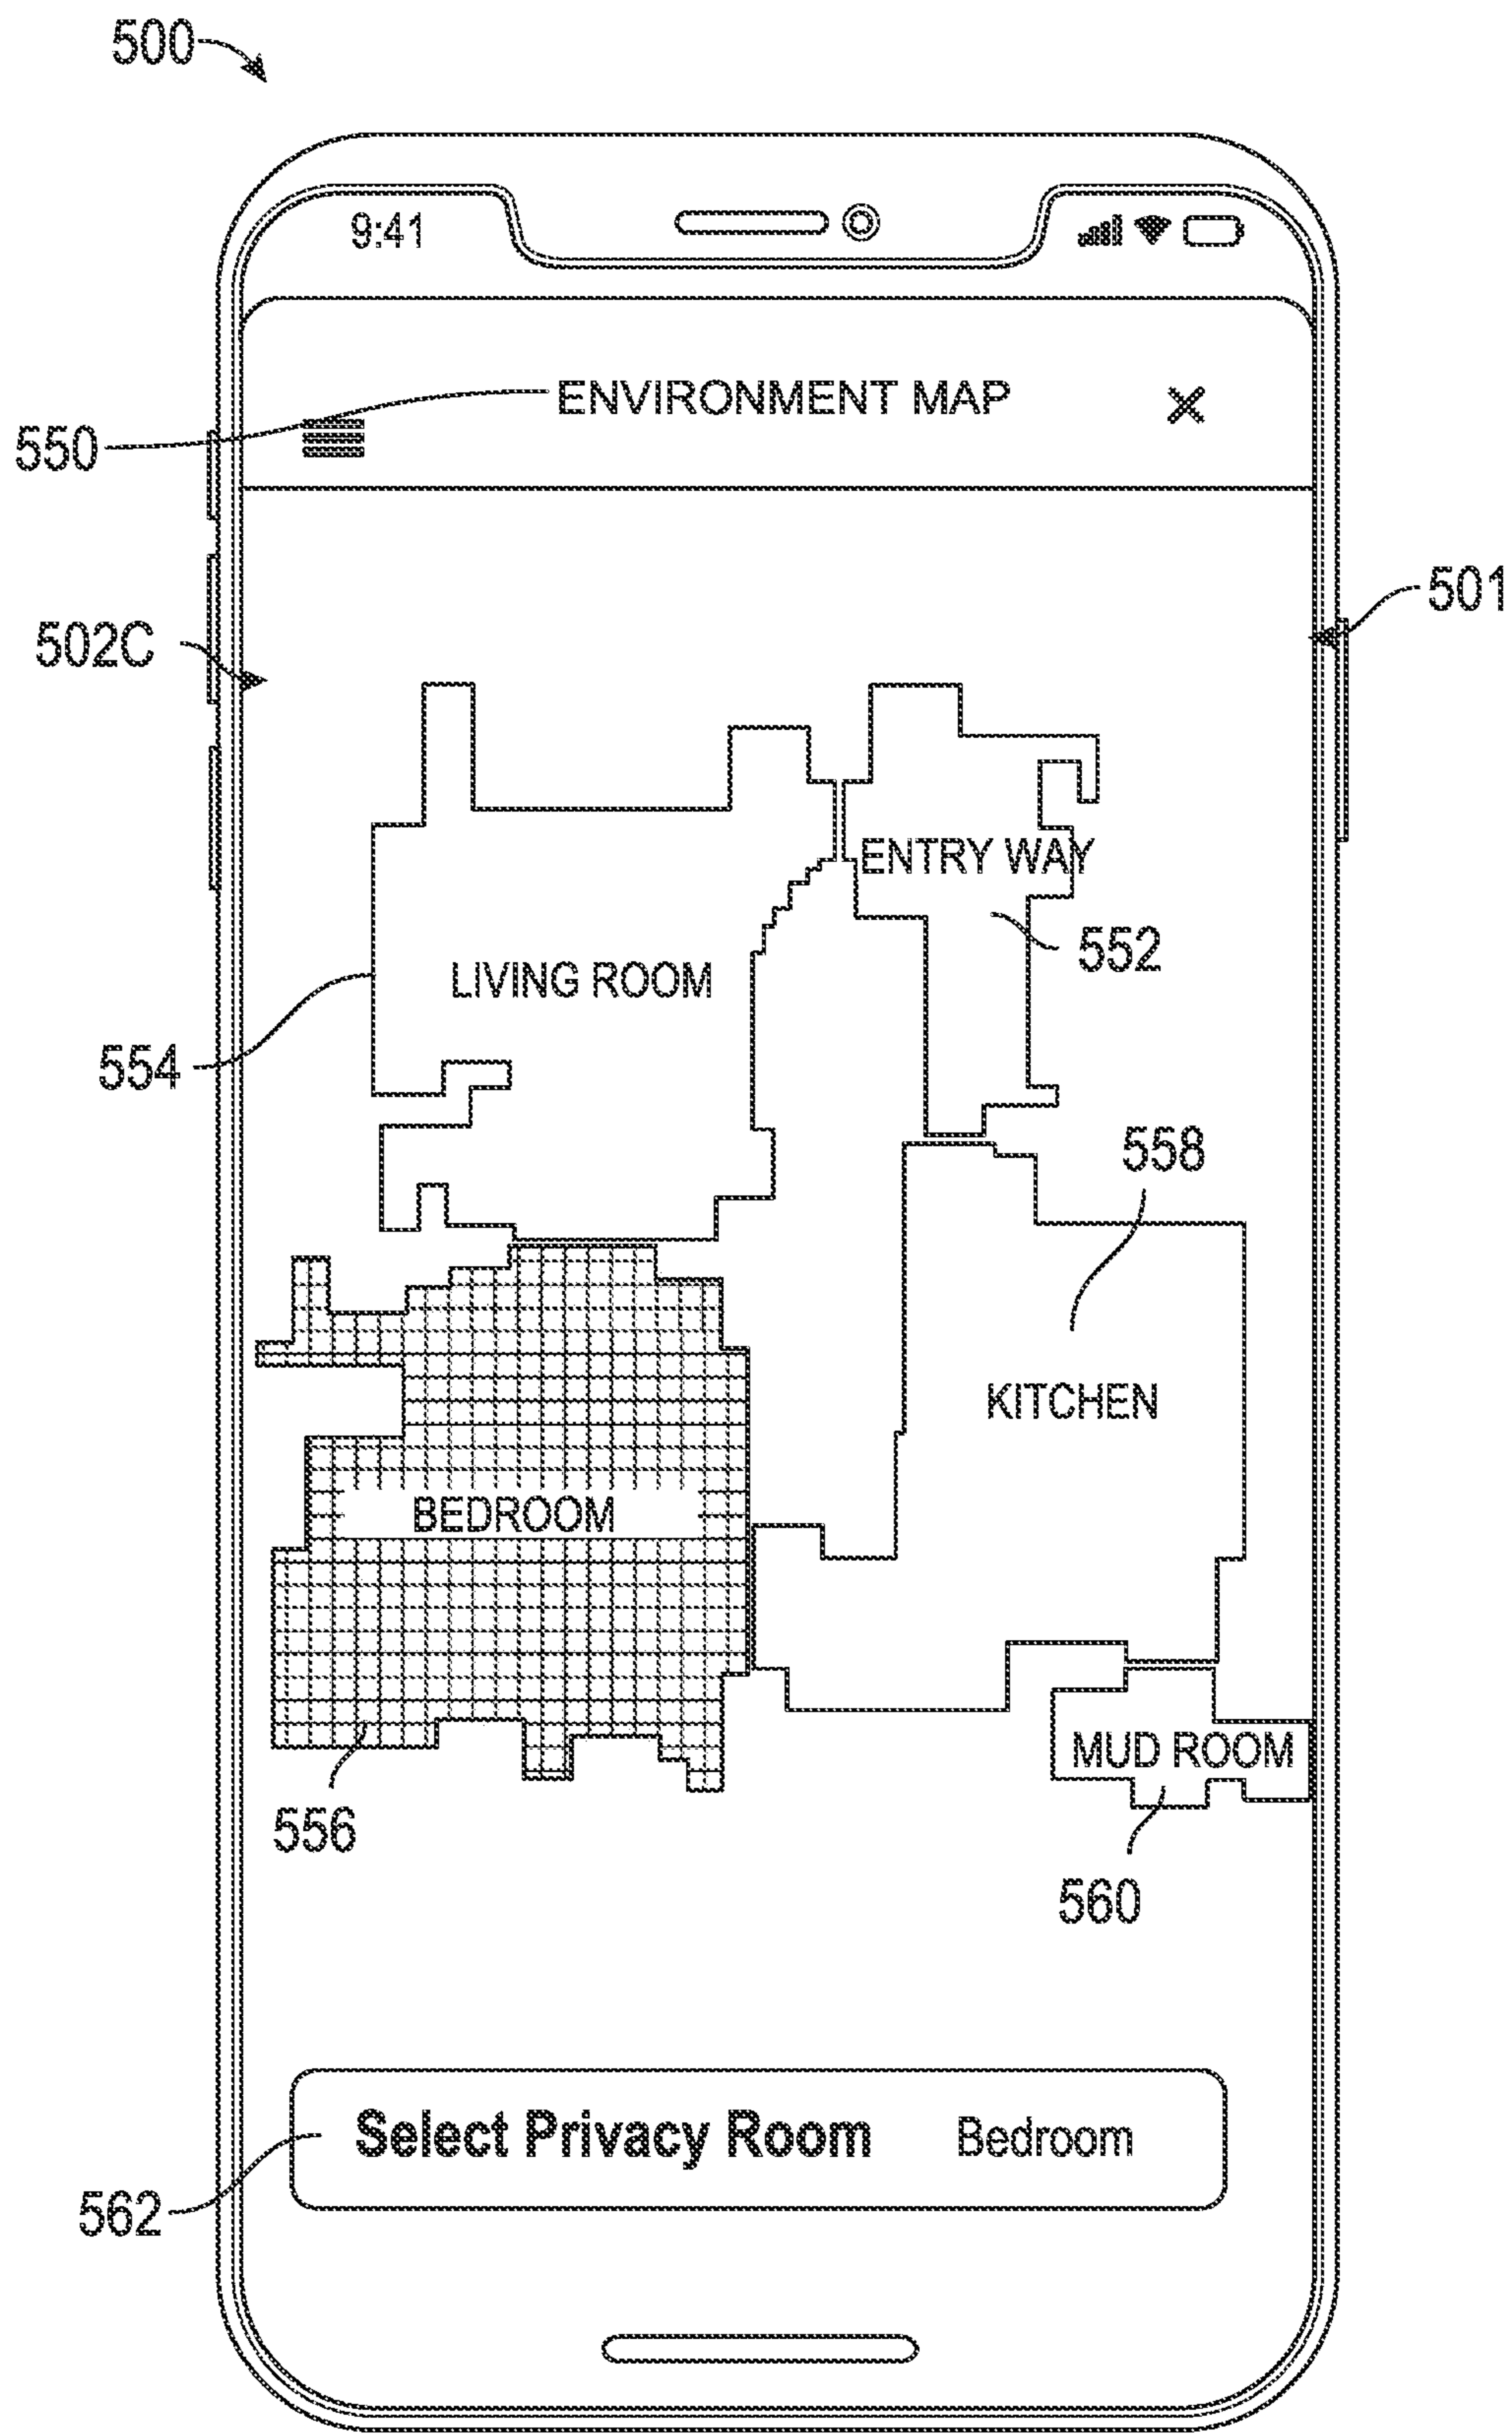 500
9:41
ENVIRONMENT MAP
550
501
502C
ENTRY WAY
552
LIVING ROOM
554
558
KITCHEN
BEDROOM
MUD ROOM
556
560
Select Privacy Room Bedroom
562